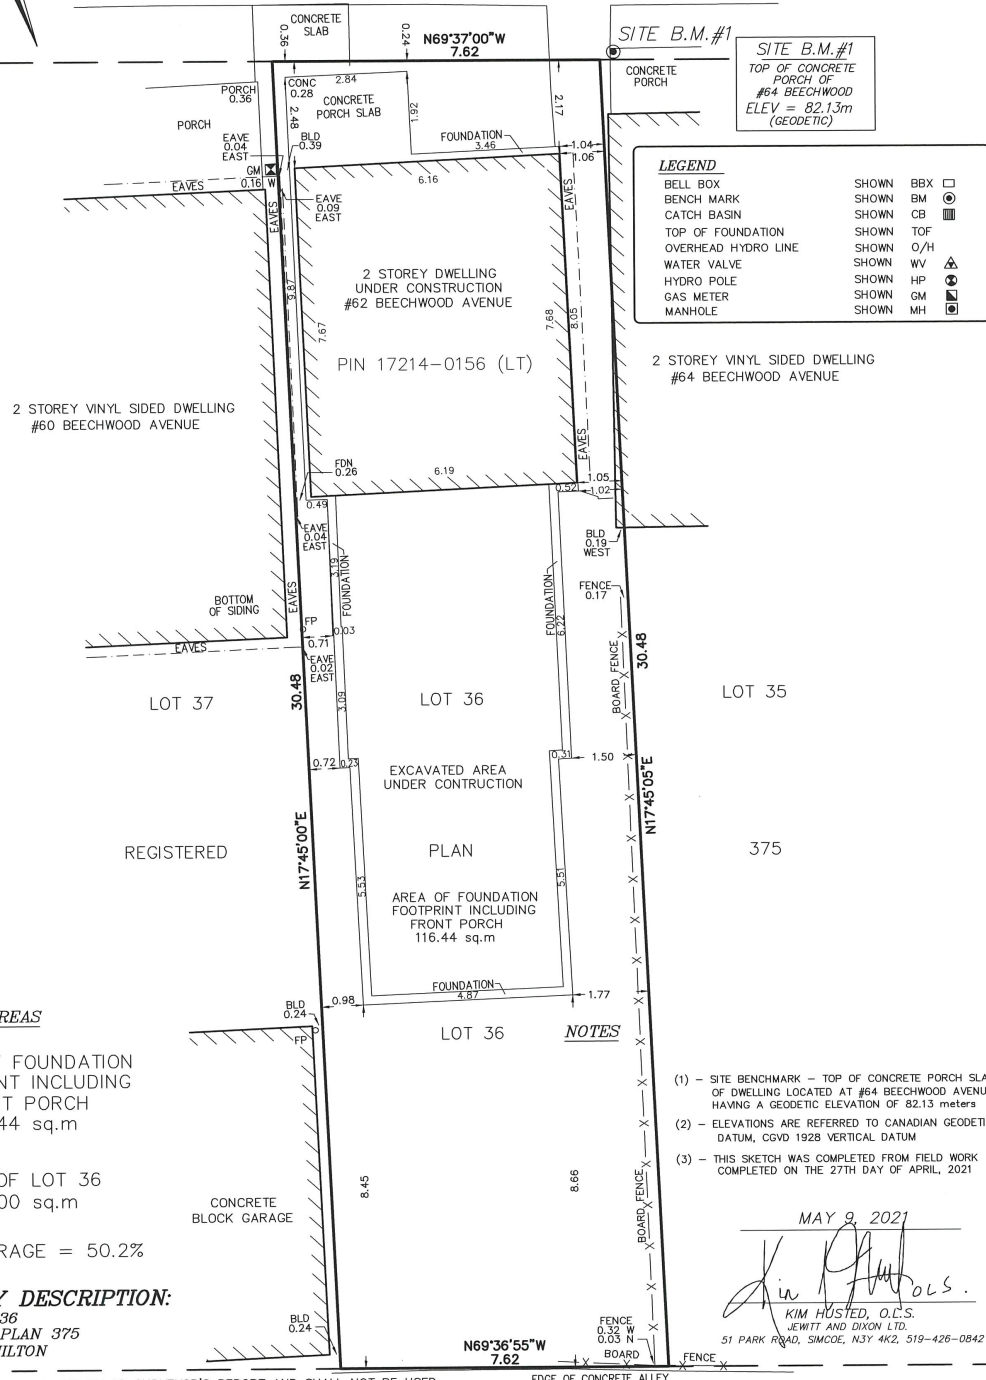 CONCRETE
SLAB
0.36
0.24
N69°37'00"W
7.62
SITE B.M.#1
SITE B.M.#1
TOP OF CONCRETE
PORCH OF
#64 BEECHWOOD
ELEV = 82.13m
(GEODETIC)
CONCRETE
PORCH
PORCH
0.36
CONC
0.28
2.84
CONCRETE
PORCH SLAB
1.92
2.48
2.17
PORCH
EAVE
0.04
EAST
BLD
0.39
FOUNDATION
3.46
1.04
1.06
GM
0.16 W
EAVES
EAVES
6.16
EAVES
EAVE
0.09
EAST
LEGEND
BELL BOX SHOWN BBX
BENCH MARK SHOWN BM
CATCH BASIN SHOWN CB
TOP OF FOUNDATION SHOWN TOF
OVERHEAD HYDRO LINE SHOWN O/H
WATER VALVE SHOWN WV
HYDRO POLE SHOWN HP
GAS METER SHOWN GM
MANHOLE SHOWN MH
2 STOREY DWELLING
UNDER CONSTRUCTION
#62 BEECHWOOD AVENUE
9.87
7.67
7.68
8.05
PIN 17214-0156 (LT)
2 STOREY VINYL SIDED DWELLING
#64 BEECHWOOD AVENUE
2 STOREY VINYL SIDED DWELLING
#60 BEECHWOOD AVENUE
EAVES
FDN
0.26
6.19
0.49
0.52
1.05
1.02
EAVE
0.04
EAST
BLD
0.19
WEST
3.19
FOUNDATION
FOUNDATION
6.22
FENCE
0.17
EAVES
BOTTOM
OF SIDING
FP
0.71
0.03
EAVES
EAVE
0.02
EAST
30.48
BOARD FENCE
30.48
LOT 37
3.09
LOT 36
LOT 35
0.72
0.23
0.31
1.50
EXCAVATED AREA
UNDER CONTRUCTION
N17°45'00"E
N17°45'05"E
REGISTERED
PLAN
375
5.53
5.51
AREA OF FOUNDATION
FOOTPRINT INCLUDING
FRONT PORCH
116.44 sq.m
FOUNDATION
4.87
0.98
1.77
BLD
0.24
FP
LOT 36
REAS
FOUNDATION
NT INCLUDING
T PORCH
44 sq.m
OF LOT 36
00 sq.m
RAGE = 50.2%
Y DESCRIPTION:
36
PLAN 375
ILTON
NOTES
(1) - SITE BENCHMARK - TOP OF CONCRETE PORCH SLA
OF DWELLING LOCATED AT #64 BEECHWOOD AVENU
HAVING A GEODETIC ELEVATION OF 82.13 meters
(2) - ELEVATIONS ARE REFERRED TO CANADIAN GEODETI
DATUM, CGVD 1928 VERTICAL DATUM
(3) - THIS SKETCH WAS COMPLETED FROM FIELD WORK
COMPLETED ON THE 27TH DAY OF APRIL, 2021
8.45
8.66
BOARD FENCE
CONCRETE
BLOCK GARAGE
BLD
0.24
MAY 9, 2021
O.L.S.
KIM HUSTED, O.L.S.
JEWITT AND DIXON LTD.
51 PARK ROAD, SIMCOE, N3Y 4K2, 519-426-0842
FENCE
0.32 W
0.03 N
N69°36'55"W
7.62
BOARD FENCE
REPORT AND SHALL NOT BE USED
EDGE OF CONCRETE ALLEY